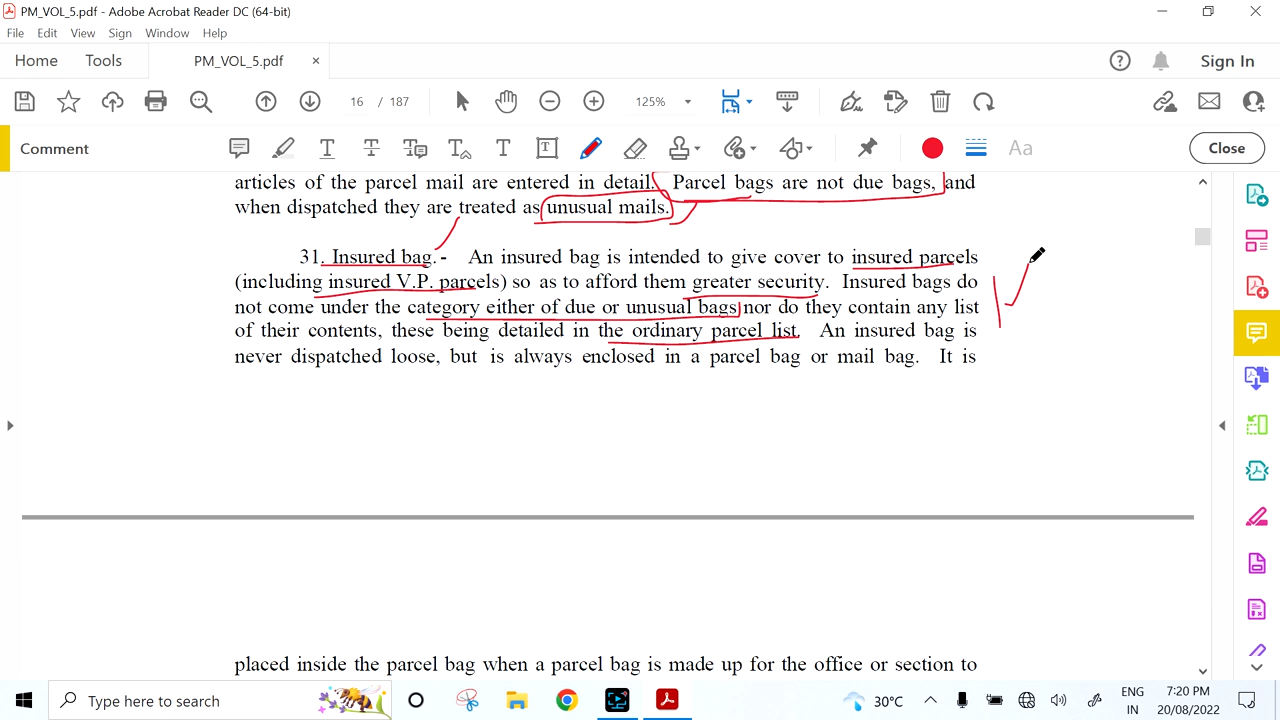 PM_VOL_5.pdf - Adobe Acrobat Reader DC (64-bit)
File Edit View Sign Window Help
Home Tools PM_VOL_5.pdf × Sign In
16 / 187 125%
Comment Aa Close
articles of the parcel mail are entered in detail. Parcel bags are not due bags, and
when dispatched they are treated as unusual mails.
31. Insured bag.- An insured bag is intended to give cover to insured parcels
(including insured V.P. parcels) so as to afford them greater security. Insured bags do
not come under the category either of due or unusual bags nor do they contain any list
of their contents, these being detailed in the ordinary parcel list. An insured bag is
never dispatched loose, but is always enclosed in a parcel bag or mail bag. It is
placed inside the parcel bag when a parcel bag is made up for the office or section to
Type here to search 30°C ENG 7:20 PM
IN 20/08/2022